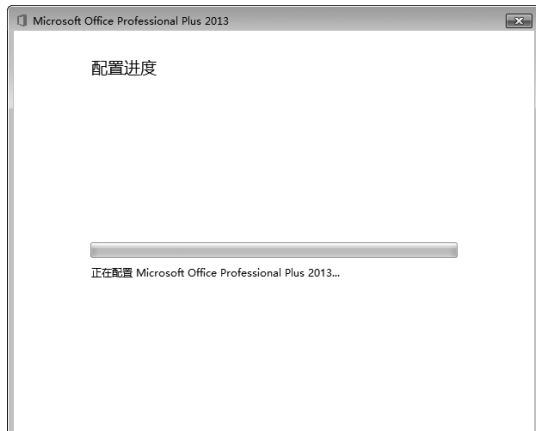 Microsoft Office Professional Plus 2013
配置进度
正在配置 Microsoft Office Professional Plus 2013...